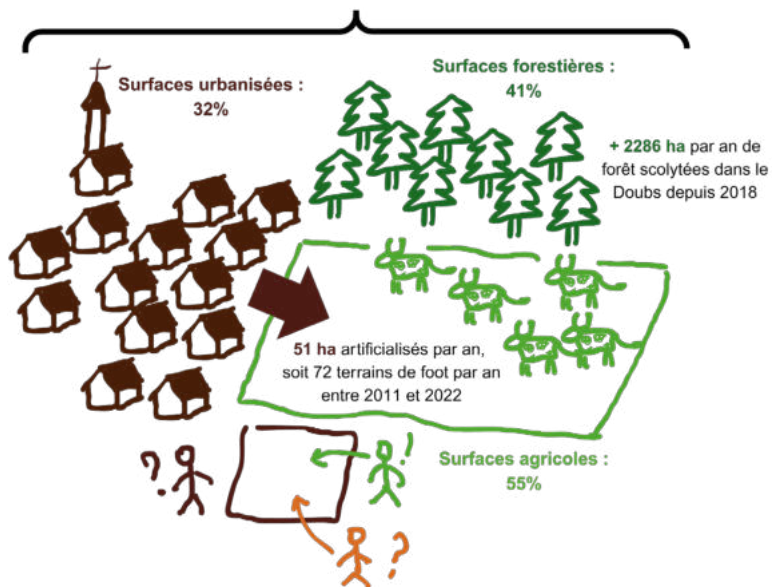 Surfaces urbanisées :
32%
Surfaces forestières :
41%
+ 2286 ha par an de
forêt scolytées dans le
Doubs depuis 2018
51 ha artificialisés par an,
soit 72 terrains de foot par an
entre 2011 et 2022
? ! 
Surfaces agricoles :
55%
?